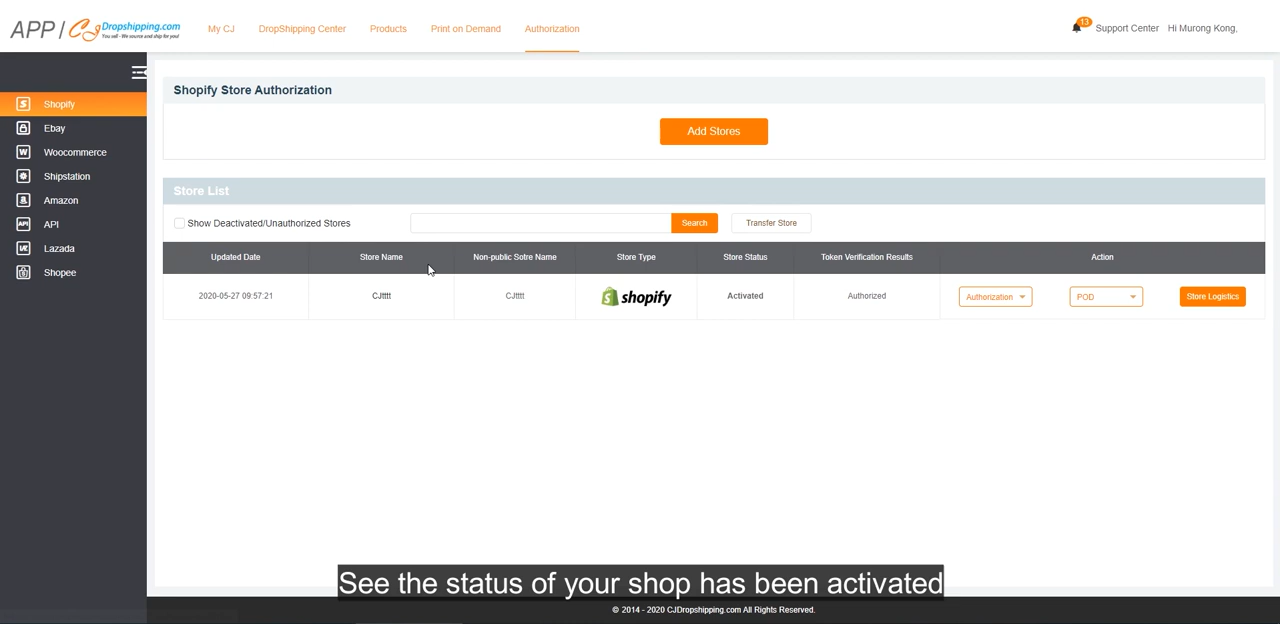 APP / CJ Dropshipping.com
You sell - We source and ship for you!
My CJ
DropShipping Center
Products
Print on Demand
Authorization
13
Support Center
Hi Murong Kong,
Shopify
Ebay
Woocommerce
Shipstation
Amazon
API
API
Lazada
Shopee
Shopify Store Authorization
Add Stores
Store List
Show Deactivated/Unauthorized Stores
Search
Transfer Store
Updated Date
Store Name
Non-public Sotre Name
Store Type
Store Status
Token Verification Results
Action
2020-05-27 09:57:21
CJtttt
CJtttt
shopify
Activated
Authorized
Authorization
POD
Store Logistics
See the status of your shop has been activated
© 2014 - 2020 CJDropshipping.com All Rights Reserved.